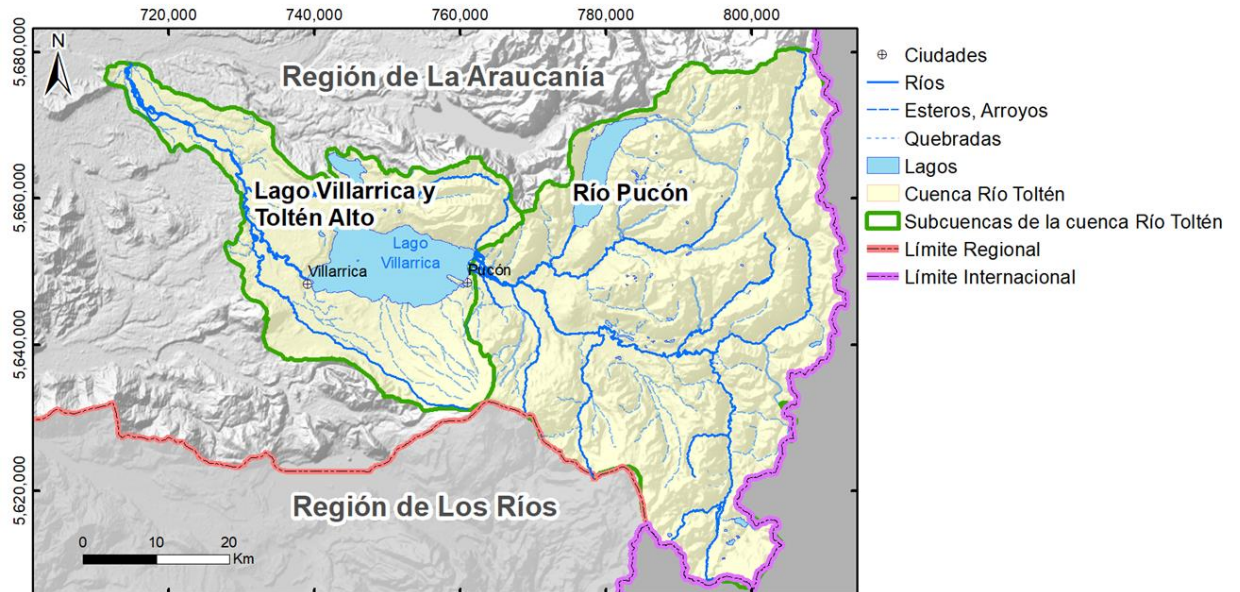 720,000 740,000 760,000 780,000 800,000
5,680,000
5,660,000
5,640,000
5,620,000
N
Región de La Araucanía
Lago Villarrica y
Toltén Alto
Río Pucón
Lago
Villarrica
Villarrica
Pucón
Región de Los Ríos
0 10 20
Km
Ciudades
Ríos
Esteros, Arroyos
Quebradas
Lagos
Cuenca Río Toltén
Subcuencas de la cuenca Río Toltén
Límite Regional
Límite Internacional